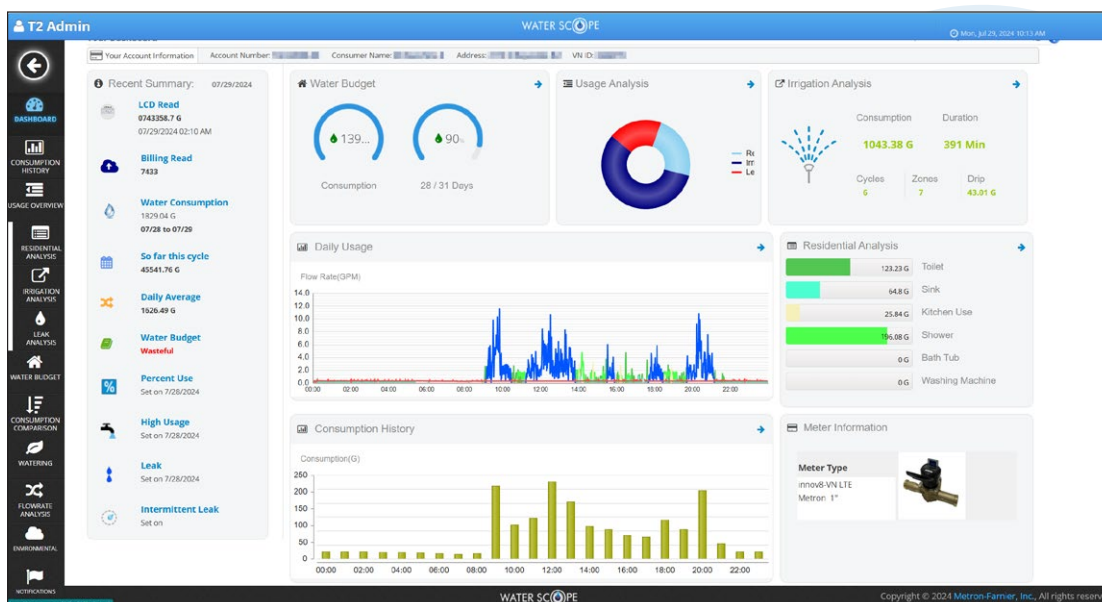 T2 Admin
WATER SCOPE
Mon, Jul 29, 2024 10:13 AM
Your Account Information Account Number: Consumer Name: Address: VN ID:
DASHBOARD
CONSUMPTION
HISTORY
USAGE OVERVIEW
RESIDENTIAL
ANALYSIS
IRRIGATION
ANALYSIS
LEAK
ANALYSIS
WATER BUDGET
CONSUMPTION
COMPARISON
WATERING
FLOWRATE
ANALYSIS
ENVIRONMENTAL
NOTIFICATIONS
Recent Summary: 07/29/2024
LCD Read
0743358.7 G
07/29/2024 02:10 AM
Billing Read
7433
Water Consumption
1829.04 G
07/28 to 07/29
So far this cycle
45541.76 G
Daily Average
1626.49 G
Water Budget
Wasteful
Percent Use
Set on 7/28/2024
High Usage
Set on 7/28/2024
Leak
Set on 7/28/2024
Intermittent Leak
Set on
Water Budget
139...
90%
Consumption
28 / 31 Days
Usage Analysis
Re
Irr
Le
Irrigation Analysis
Consumption Duration
1043.38 G 391 Min
Cycles Zones Drip
6 7 43.01 G
Daily Usage
Flow Rate(GPM)
14.0
12.0
10.0
8.0
6.0
4.0
2.0
0.0
00:00 02:00 04:00 06:00 08:00 10:00 12:00 14:00 16:00 18:00 20:00 22:00
Residential Analysis
123.23 G Toilet
64.8 G Sink
25.84 G Kitchen Use
196.08 G Shower
0 G Bath Tub
0 G Washing Machine
Consumption History
Consumption(G)
250
200
150
100
50
0
00:00 02:00 04:00 06:00 08:00 10:00 12:00 14:00 16:00 18:00 20:00 22:00
Meter Information
Meter Type
innov8-VN LTE
Metron 1"
WATER SCOPE
Copyright © 2024 Metron-Farnier, Inc., All rights reserv